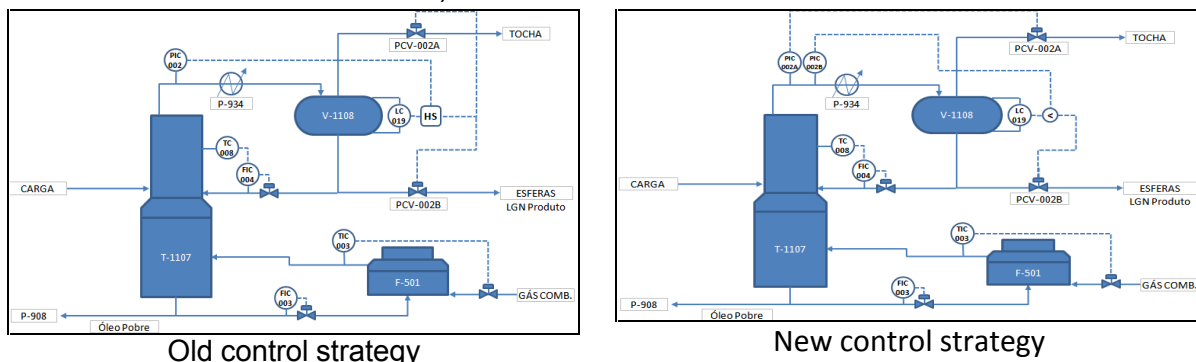 TOCHA
PCV-002A
PIC
002
P-934
V-1108
LC
019
HS
TC
008
FIC
004
CARGA
ESFERAS
LGN Produto
PCV-002B
T-1107
TIC
003
F-501
GÁS COMB.
FIC
003
P-908
Óleo Pobre
Old control strategy
TOCHA
PCV-002A
PIC
002A
PIC
002B
P-934
V-1108
LC
019
<
TC
008
FIC
004
CARGA
ESFERAS
LGN Produto
PCV-002B
T-1107
TIC
003
F-501
GÁS COMB.
FIC
003
P-908
Óleo Pobre
New control strategy